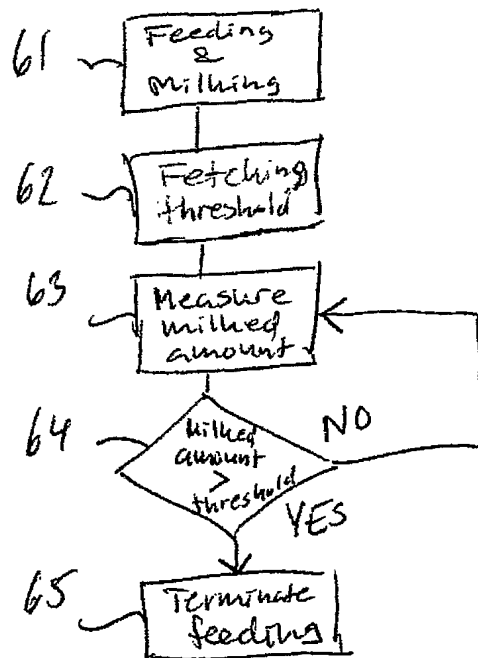 61
Feeding
&
Milking
62
Fetching
threshold
63
Measure
milked
amount
64
Milked
amount
>
threshold
NO
YES
65
Terminate
feeding